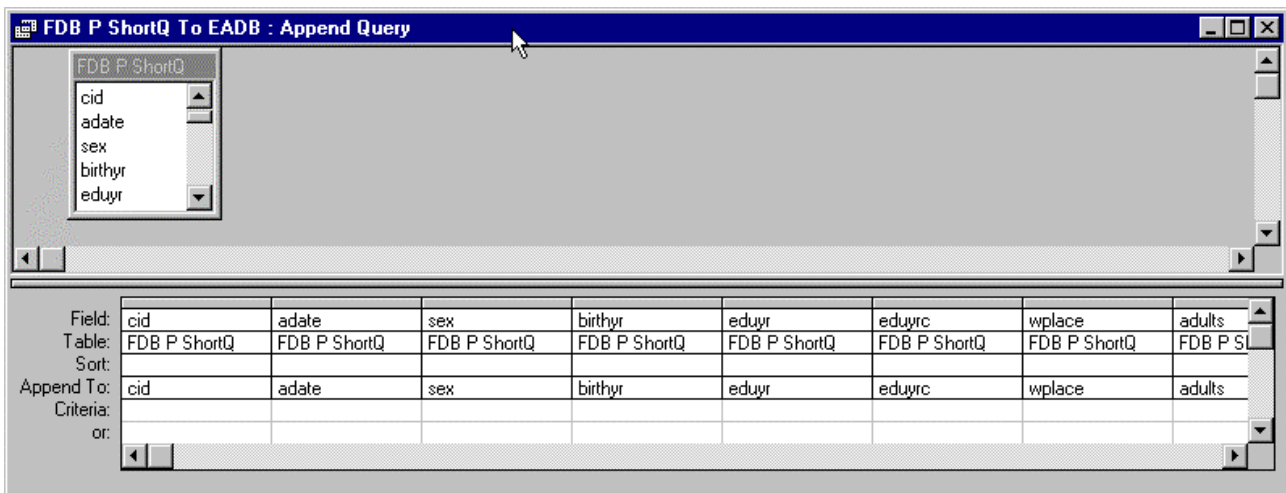 FDB P ShortQ To EADB : Append Query
FDB P ShortQ
cid
adate
sex
birthyr
eduyr
Field: cid adate sex birthyr eduyr eduyrc wplace adults
Table: FDB P ShortQ FDB P ShortQ FDB P ShortQ FDB P ShortQ FDB P ShortQ FDB P ShortQ FDB P ShortQ FDB P S
Sort:
Append To: cid adate sex birthyr eduyr eduyrc wplace adults
Criteria:
or: